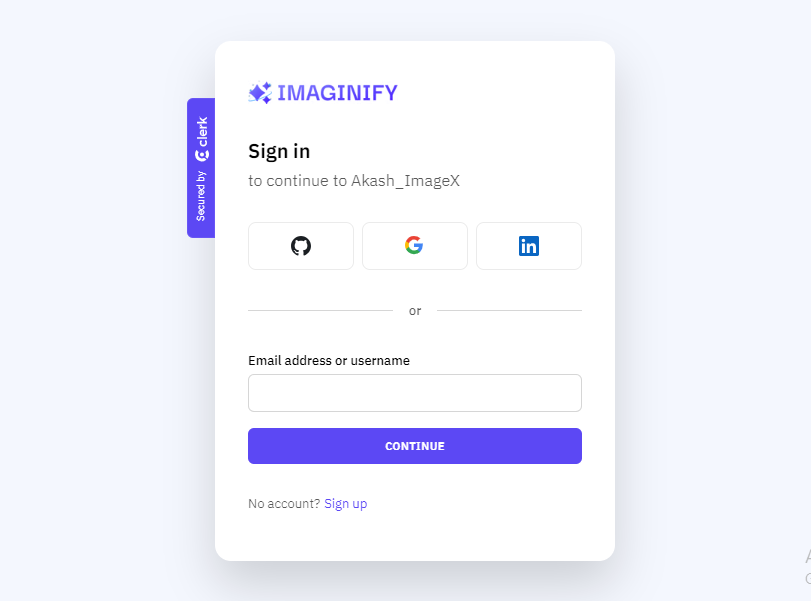 IMAGINIFY
Secured by clerk
Sign in
to continue to Akash_ImageX
or
Email address or username
CONTINUE
No account? Sign up